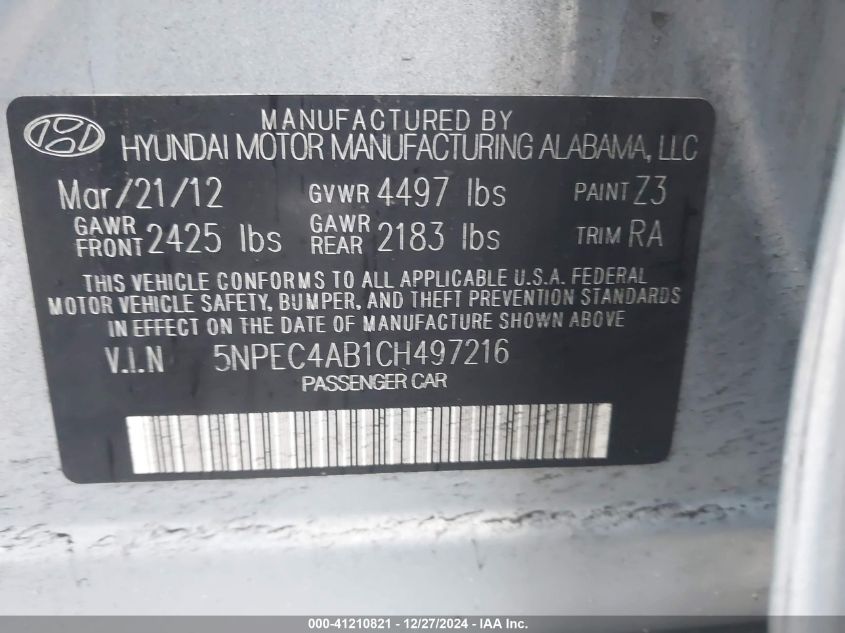 MANUFACTURED BY
HYUNDAI MOTOR MANUFACTURING ALABAMA, LLC
Mar/21/12 GVWR 4497 lbs PAINT Z3
GAWR FRONT 2425 lbs GAWR REAR 2183 lbs TRIM RA
THIS VEHICLE CONFORMS TO ALL APPLICABLE U.S.A. FEDERAL
MOTOR VEHICLE SAFETY, BUMPER, AND THEFT PREVENTION STANDARDS
IN EFFECT ON THE DATE OF MANUFACTURE SHOWN ABOVE
V.I.N 5NPEC4AB1CH497216
PASSENGER CAR
000-41210821 - 12/27/2024 - IAA Inc.